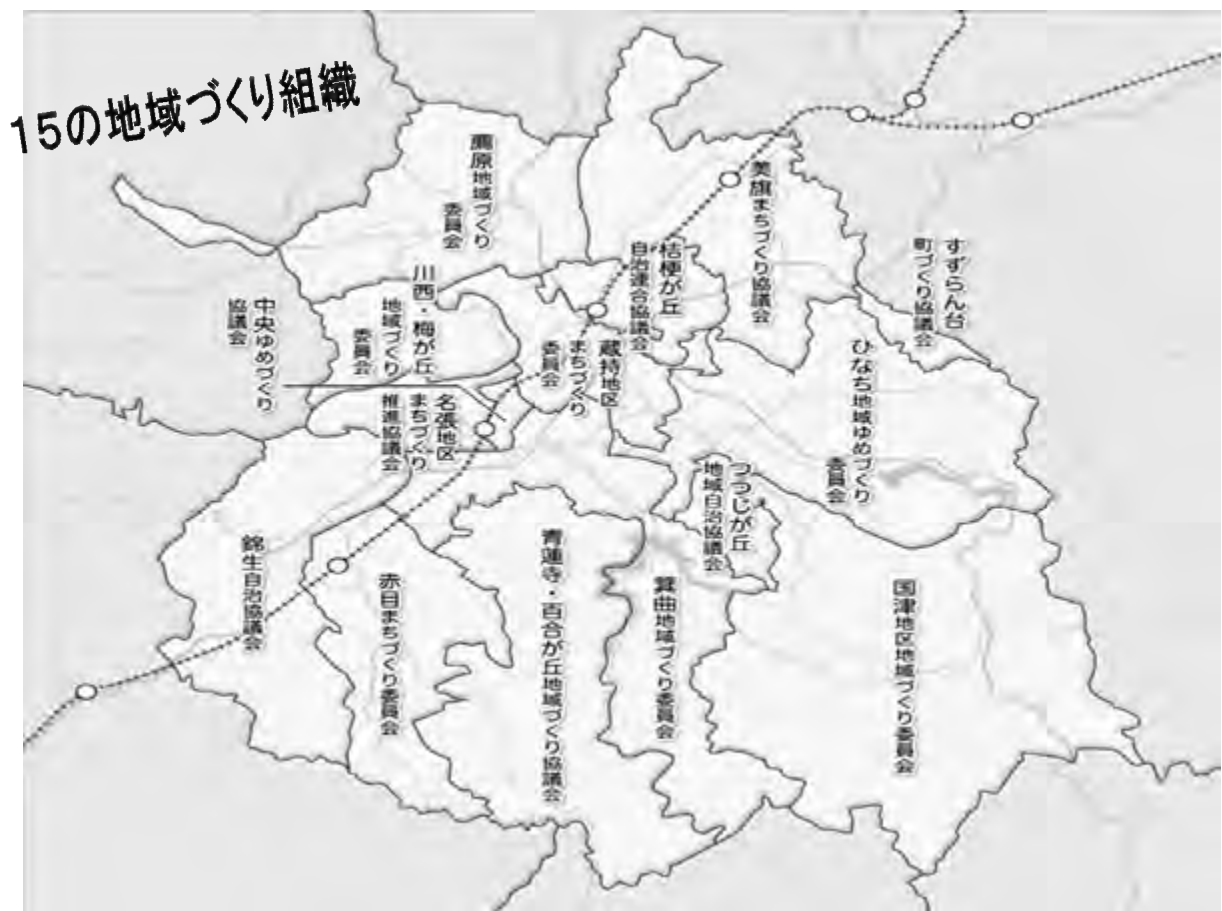 15の地域づくり組織
薦原地域づくり
委員会
美旗まちづくり協議会
桔梗が丘
自治連合協議会
すずらん台
町づくり協議会
川西・梅が丘
地域づくり
委員会
中央ゆめづくり
協議会
蔵持地区
まちづくり
委員会
ひなち地域ゆめづくり
委員会
名張地区
まちづくり
推進協議会
つつじが丘
地域自治協議会
錦生自治協議会
赤目まちづくり委員会
青蓮寺・百合が丘地域づくり協議会
箕曲地域づくり委員会
国津地区地域づくり委員会